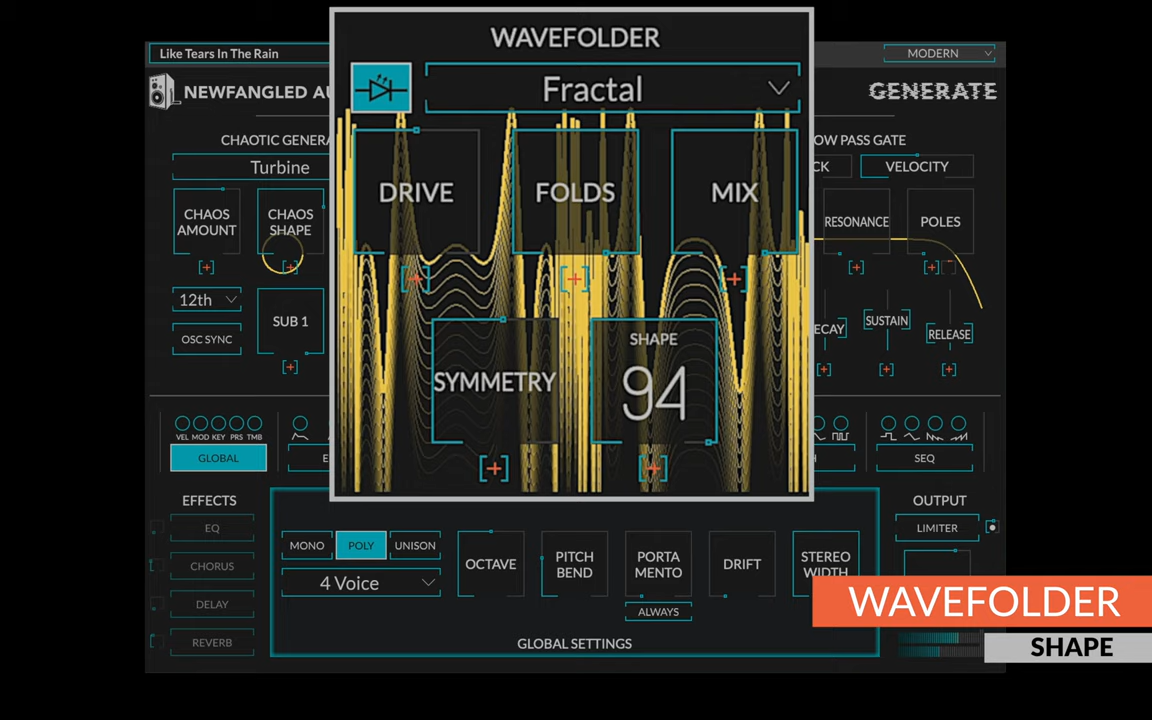 WAVEFOLDER
Like Tears In The Rain
MODERN
Fractal
NEWFANGLED AU
GENERATE
CHAOTIC GENERA
OW PASS GATE
Turbine
CK
VELOCITY
DRIVE
FOLDS
MIX
CHAOS AMOUNT
CHAOS SHAPE
RESONANCE
POLES
12th
SUB 1
OSC SYNC
ECAY
SUSTAIN
RELEASE
SYMMETRY
SHAPE
94
VEL MOD KEY PRS TMB
GLOBAL
E
H
SEQ
EFFECTS
OUTPUT
EQ
LIMITER
MONO
POLY
UNISON
OCTAVE
PITCH BEND
PORTA MENTO
DRIFT
STEREO WIDTH
CHORUS
4 Voice
DELAY
ALWAYS
REVERB
GLOBAL SETTINGS
WAVEFOLDER
SHAPE